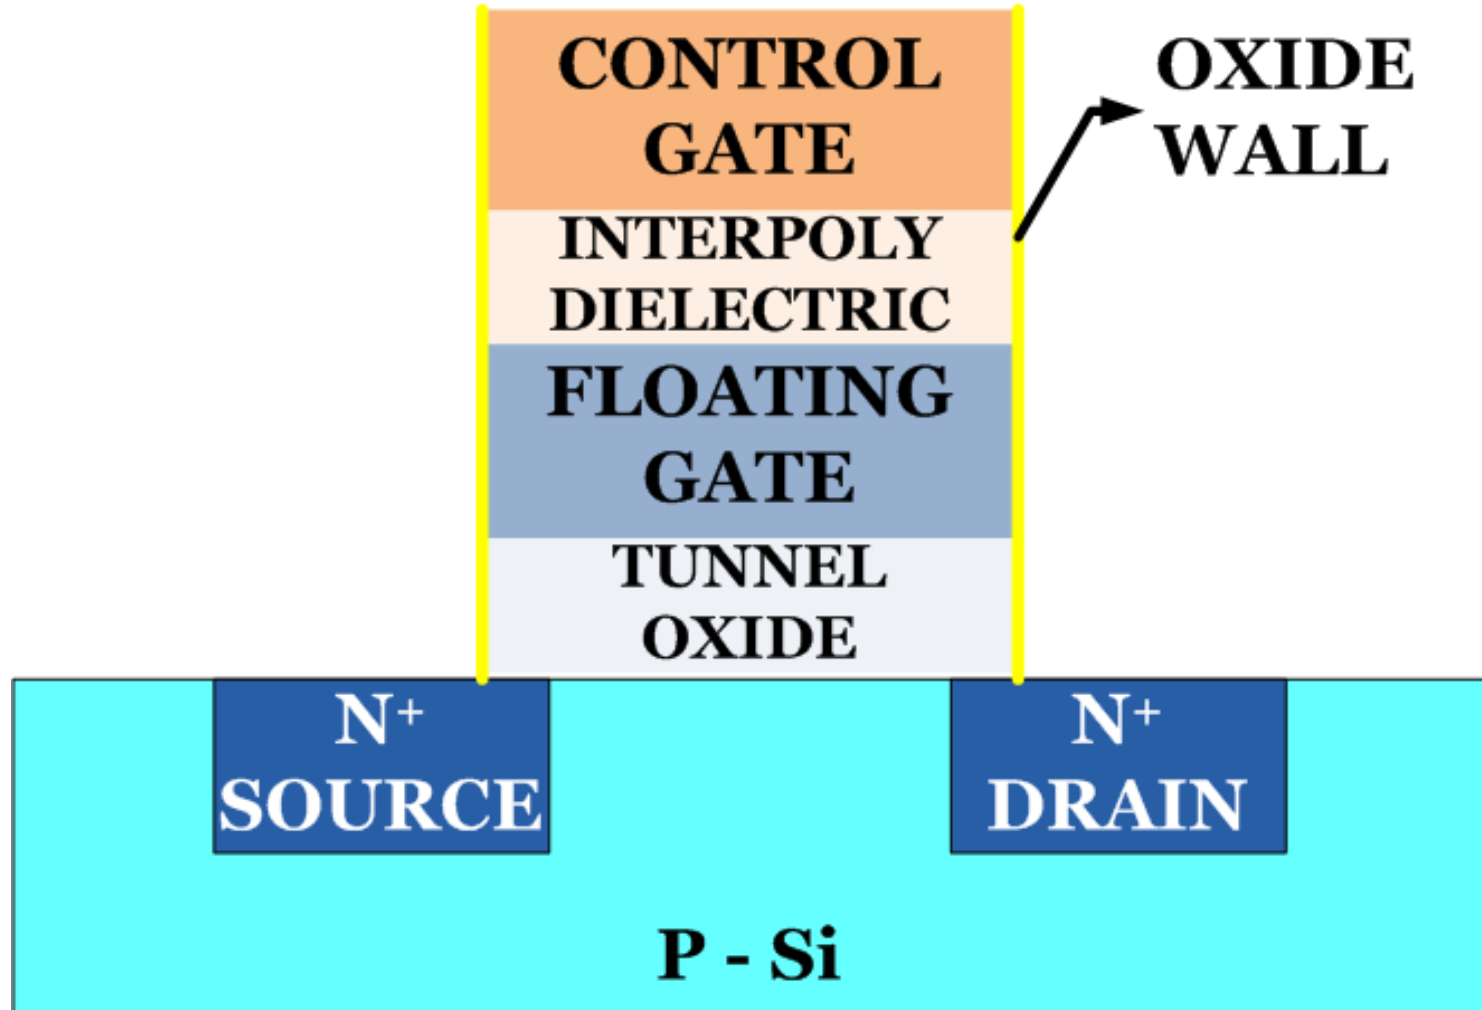 CONTROL
GATE
OXIDE
WALL
INTERPOLY
DIELECTRIC
FLOATING
GATE
TUNNEL
OXIDE
N⁺
SOURCE
N⁺
DRAIN
P - Si